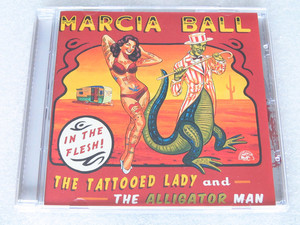 MARCIA BALL
IN THE
FLESH!
THE TATTOOED LADY and
THE ALLIGATOR MAN